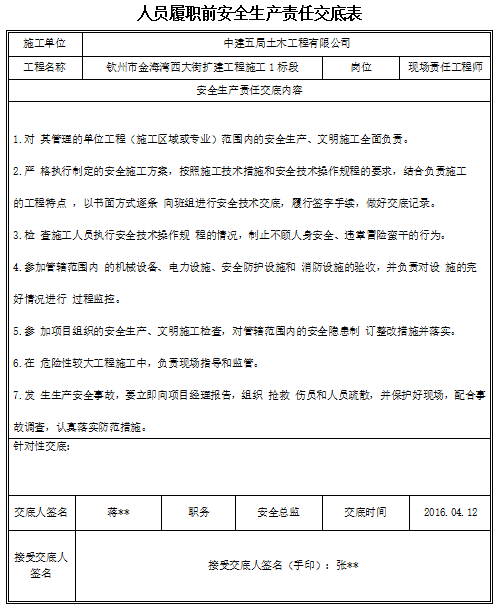 人员履职前安全生产责任交底表
施工单位 中建五局土木工程有限公司
工程名称 钦州市金海湾西大街扩建工程施工1标段 岗位 现场责任工程师
安全生产责任交底内容
1.对 其管理的单位工程（施工区域或专业）范围内的安全生产、文明施工全面负责。
2.严 格执行制定的安全施工方案，按照施工技术措施和安全技术操作规程的要求，结合负责施工
的工程特点 ，以书面方式逐条 向班组进行安全技术交底，履行签字手续，做好交底记录。
3.检 查施工人员执行安全技术操作规 程的情况，制止不顾人身安全、违章冒险蛮干的行为。
4.参加管辖范围内 的机械设备、电力设施、安全防护设施和 消防设施的验收，并负责对设 施的完
好情况进行 过程监控。
5.参 加项目组织的安全生产、文明施工检查，对管辖范围内的安全隐患制 订整改措施并落实。
6.在 危险性较大工程施工中，负责现场指导和监管。
7.发 生生产安全事故，要立即向项目经理报告，组织 抢救 伤员和人员疏散，并保护好现场，配合事
故调查，认真落实防范措施。
针对性交底：
交底人签名 蒋** 职务 安全总监 交底时间 2016.04.12
接受交底人
签名
接受交底人签名（手印）：张**